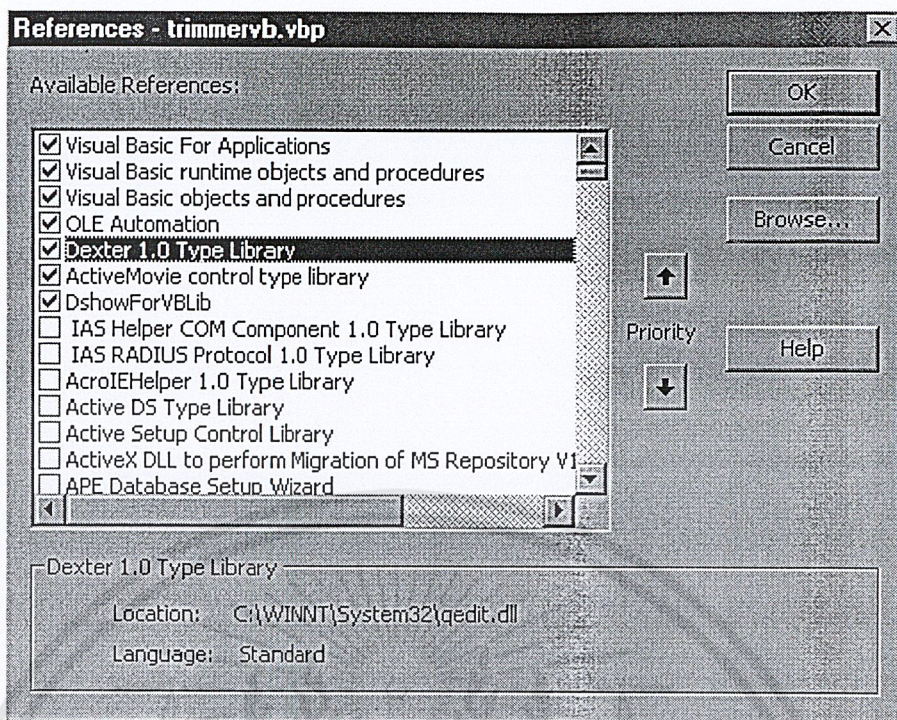 References - trimmervb.vbp
Available References:
OK
Cancel
Browse...
Help
Priority
Visual Basic For Applications
Visual Basic runtime objects and procedures
Visual Basic objects and procedures
OLE Automation
Dexter 1.0 Type Library
ActiveMovie control type library
DshowForVBLib
IAS Helper COM Component 1.0 Type Library
IAS RADIUS Protocol 1.0 Type Library
AcroIEHelper 1.0 Type Library
Active DS Type Library
Active Setup Control Library
ActiveX DLL to perform Migration of MS Repository V1
APE Database Setup Wizard
Dexter 1.0 Type Library
Location: C:\WINNT\System32\qedit.dll
Language: Standard